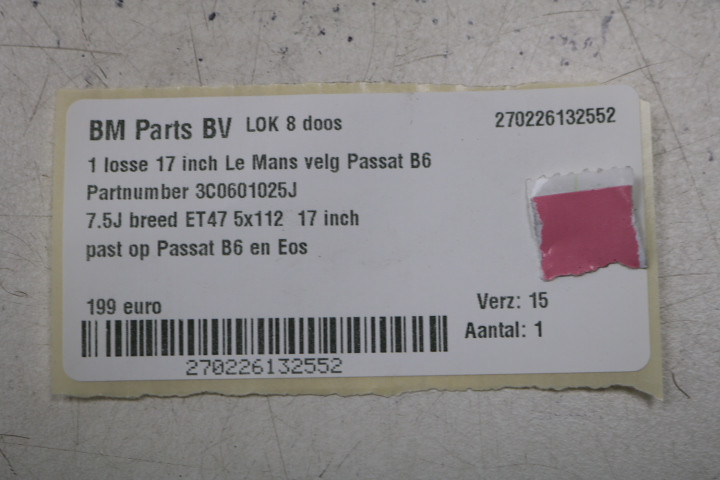 BM Parts BV LOK 8 doos 270226132552
1 losse 17 inch Le Mans velg Passat B6
Partnumber 3C0601025J
7.5J breed ET47 5x112 17 inch
past op Passat B6 en Eos
199 euro Verz: 15
Aantal: 1
270226132552